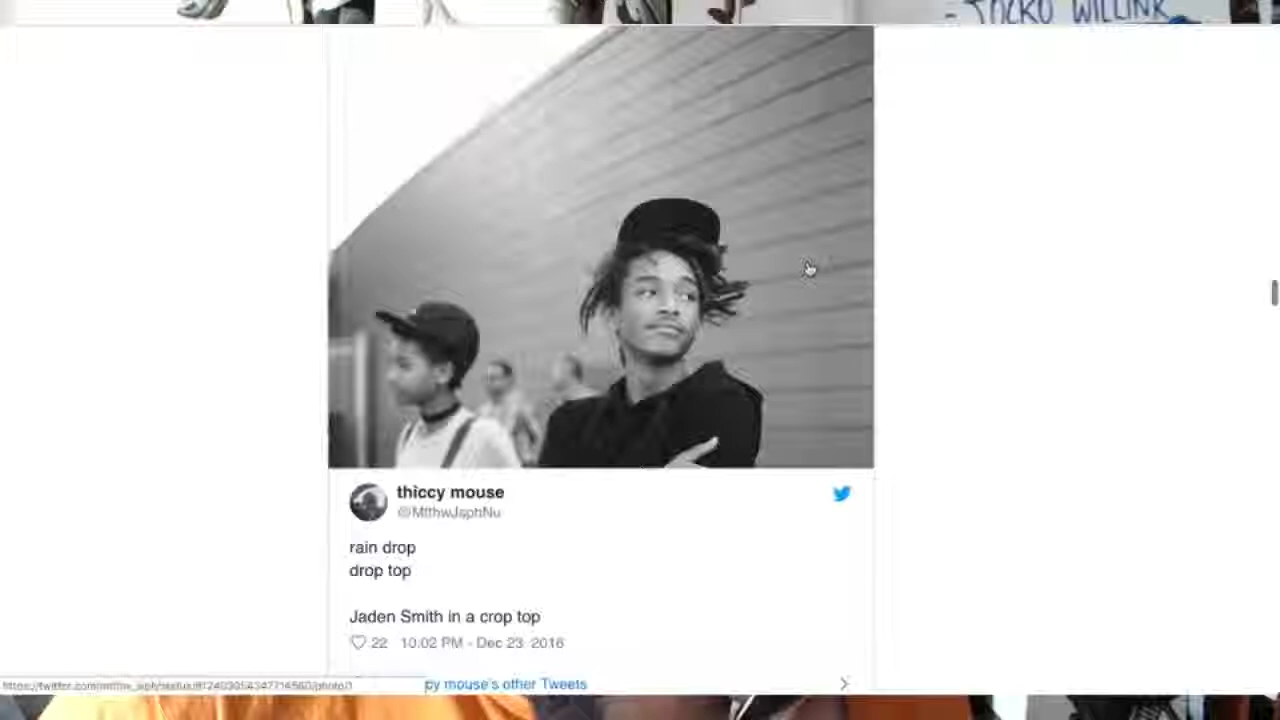 - JOCKO WILLINK
thiccy mouse
@MtthwJsphNu
rain drop
drop top
Jaden Smith in a crop top
22 10:02 PM - Dec 23, 2016
py mouse's other Tweets